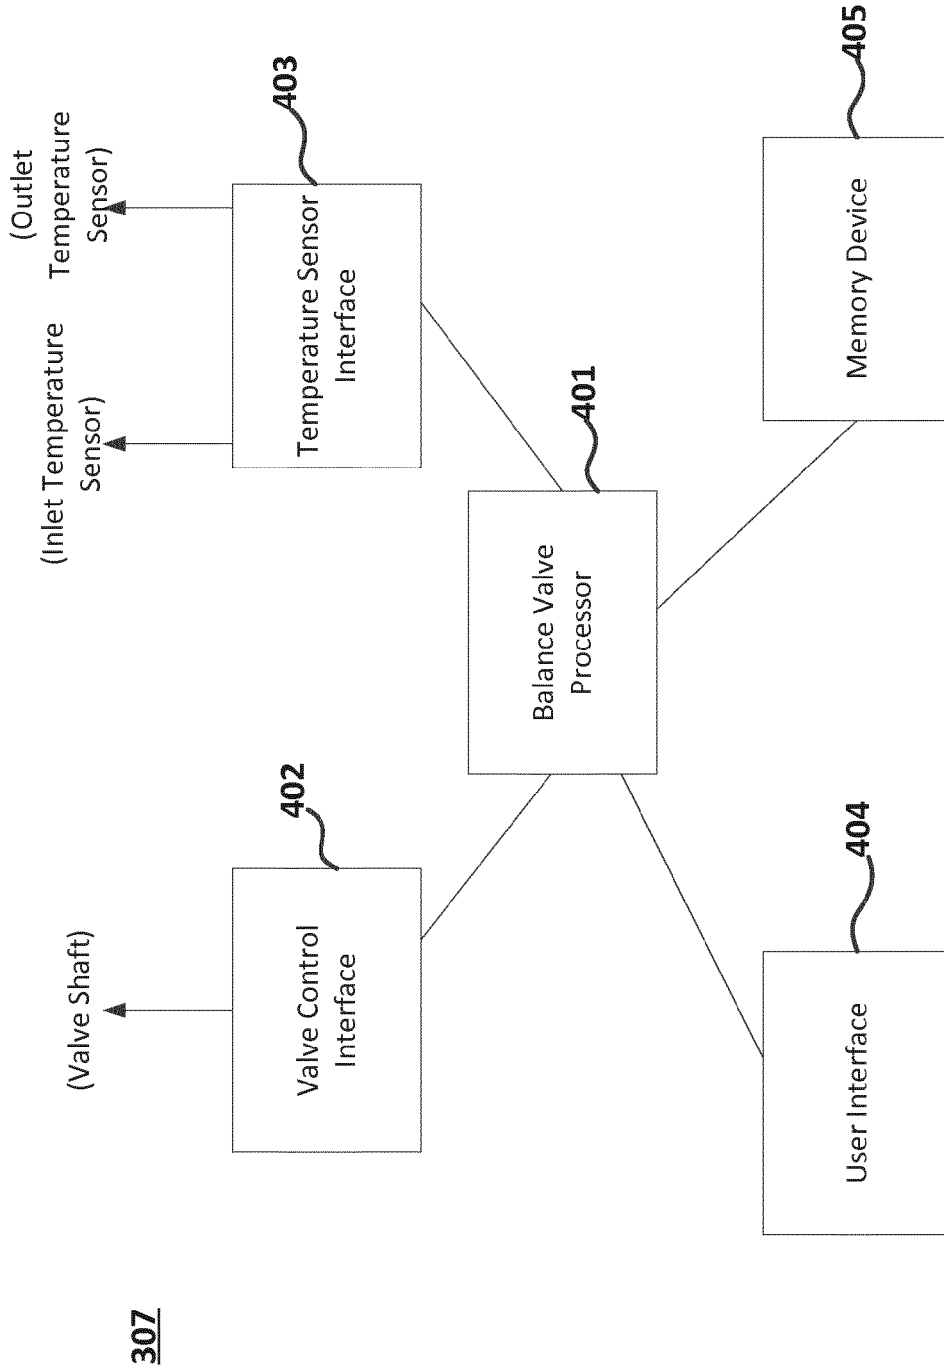 307
(Valve Shaft)
(Inlet Temperature
Sensor)
(Outlet
Temperature
Sensor)
402
403
Valve Control
Interface
Temperature Sensor
Interface
401
Balance Valve
Processor
404
405
User Interface
Memory Device